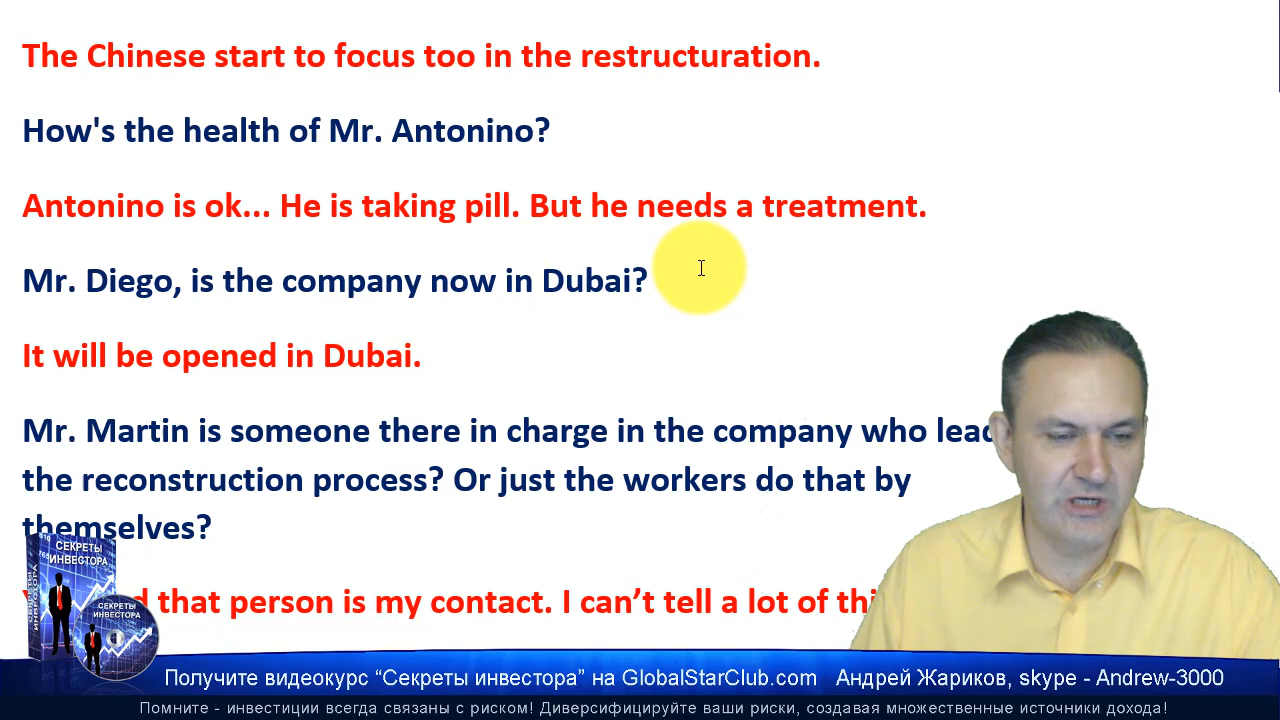 The Chinese start to focus too in the restructuration.
How's the health of Mr. Antonino?
Antonino is ok... He is taking pill. But he needs a treatment.
Mr. Diego, is the company now in Dubai?
It will be opened in Dubai.
Mr. Martin is someone there in charge in the company who lead
the reconstruction process? Or just the workers do that by
themselves?
that person is my contact. I can’t tell a lot of
СЕКРЕТЫ
ИНВЕСТОРА
СЕКРЕТЫ ИНВЕСТОРА
СЕКРЕТЫ
ИНВЕСТОРА
Получите видеокурс “Секреты инвестора” на GlobalStarClub.com Андрей Жариков, skype - Andrew-3000
Помните - инвестиции всегда связаны с риском! Диверсифицируйте ваши риски, создавая множественные источники дохода!